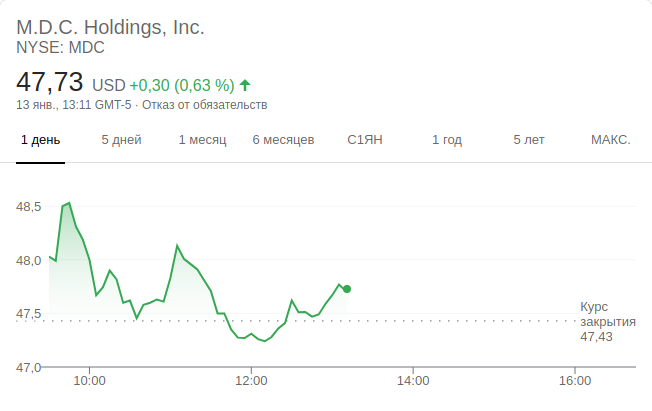 M.D.C. Holdings, Inc.
NYSE: MDC
47,73 USD +0,30 (0,63 %)
13 янв., 13:11 GMT-5 · Отказ от обязательств
1 день 5 дней 1 месяц 6 месяцев С1ЯН 1 год 5 лет МАКС.
48,5
48,0
47,5
Курс
закрытия
47,43
47,0
10:00 12:00 14:00 16:00